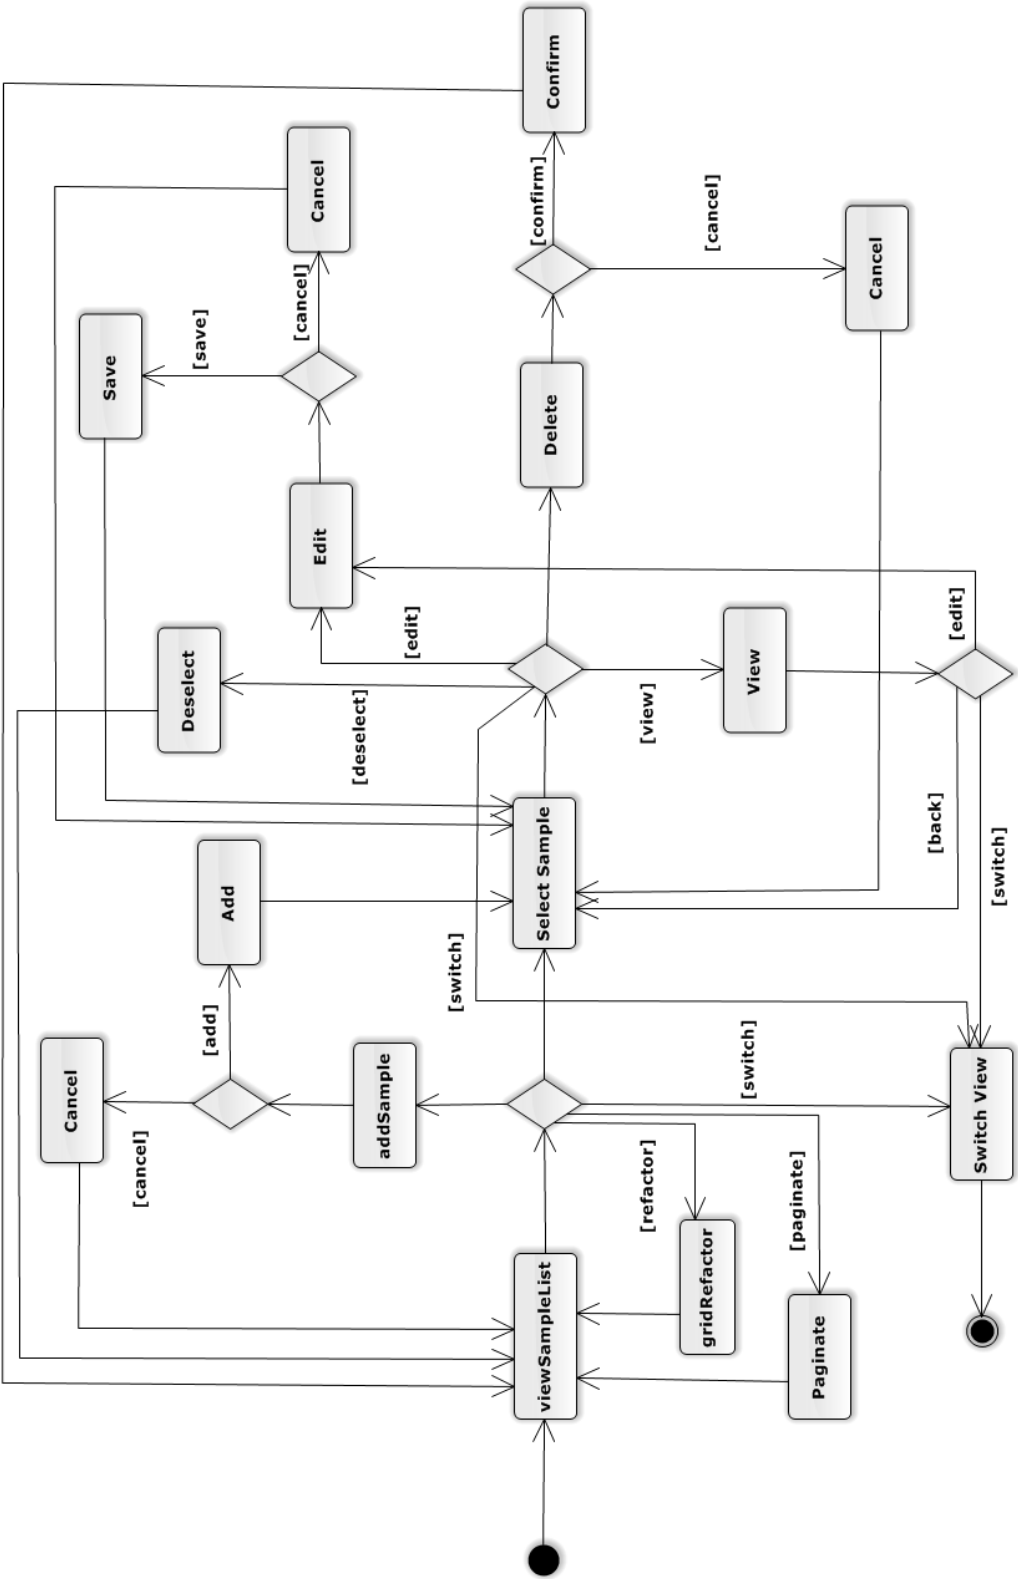 Confirm
[confirm]
Cancel
[cancel]
Cancel
[cancel]
Save
[save]
Delete
Edit
[edit]
Deselect
[deselect]
View
[view]
[edit]
[back]
[switch]
Select Sample
[switch]
Add
[add]
Cancel
[cancel]
addSample
[switch]
Switch View
[refactor]
[paginate]
gridRefactor
viewSampleList
Paginate